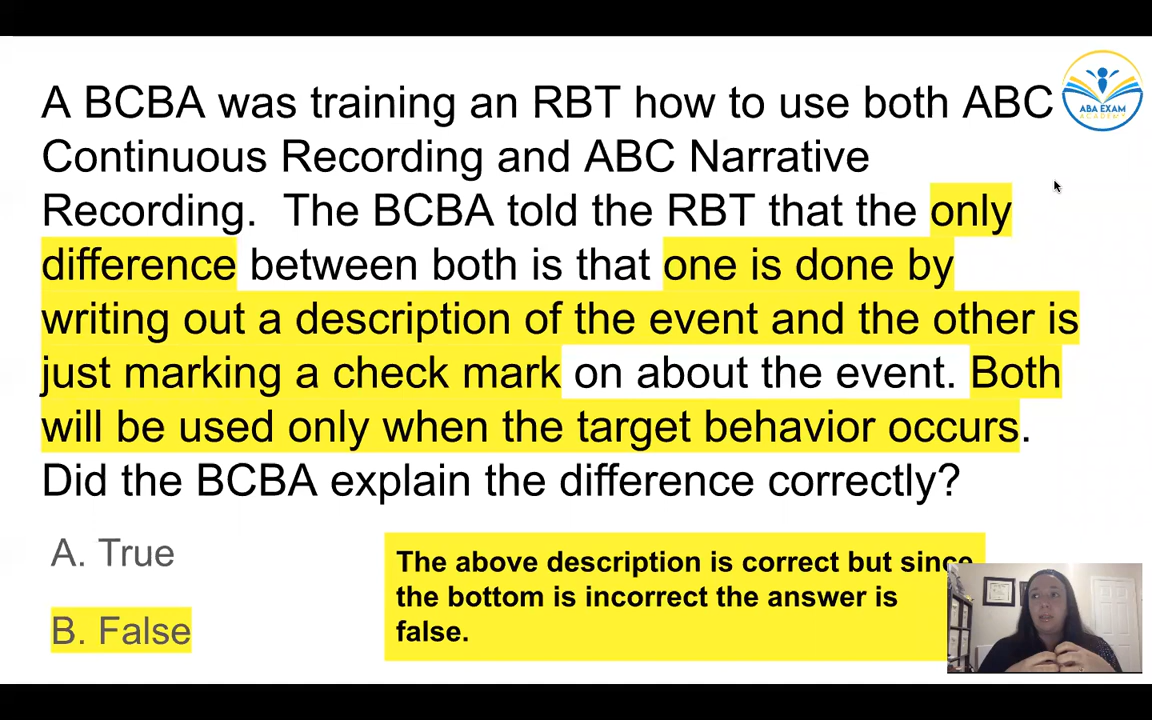 A BCBA was training an RBT how to use both ABC
Continuous Recording and ABC Narrative
Recording.  The BCBA told the RBT that the only
difference between both is that one is done by
writing out a description of the event and the other is
just marking a check mark on about the event. Both
will be used only when the target behavior occurs.
Did the BCBA explain the difference correctly?
ABA EXAM
ACADEMY
A. True
B. False
The above description is correct but since
the bottom is incorrect the answer is
false.